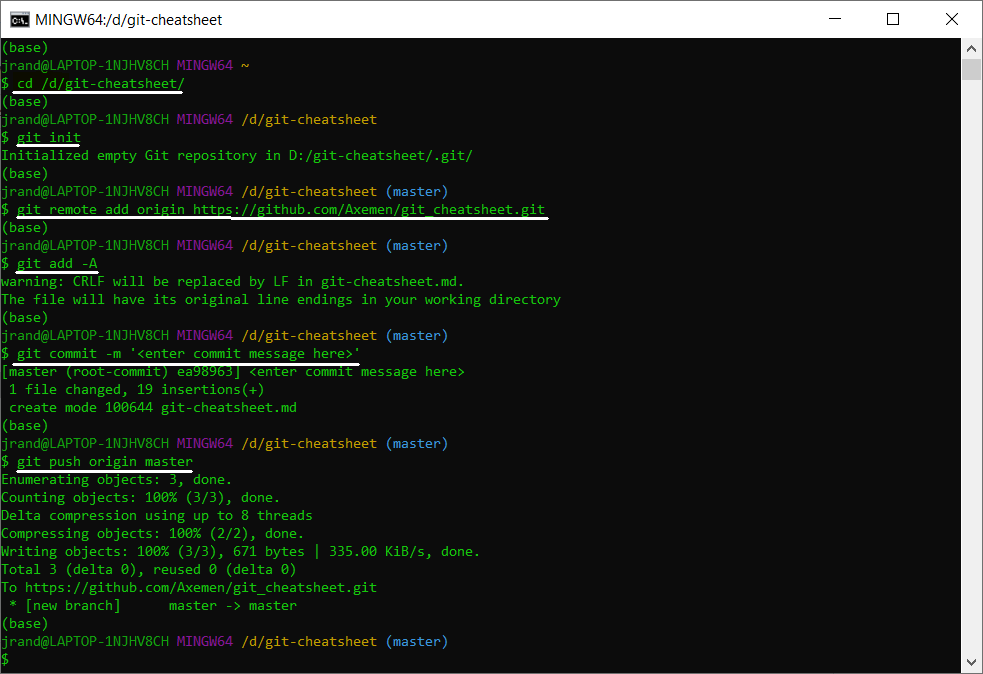 MINGW64:/d/git-cheatsheet
(base)
jrand@LAPTOP-1NJHV8CH MINGW64 ~
$ cd /d/git-cheatsheet/
(base)
jrand@LAPTOP-1NJHV8CH MINGW64 /d/git-cheatsheet
$ git init
Initialized empty Git repository in D:/git-cheatsheet/.git/
(base)
jrand@LAPTOP-1NJHV8CH MINGW64 /d/git-cheatsheet (master)
$ git remote add origin https://github.com/Axemen/git_cheatsheet.git
(base)
jrand@LAPTOP-1NJHV8CH MINGW64 /d/git-cheatsheet (master)
$ git add -A
warning: CRLF will be replaced by LF in git-cheatsheet.md.
The file will have its original line endings in your working directory
(base)
jrand@LAPTOP-1NJHV8CH MINGW64 /d/git-cheatsheet (master)
$ git commit -m '<enter commit message here>'
[master (root-commit) ea98963] <enter commit message here>
 1 file changed, 19 insertions(+)
 create mode 100644 git-cheatsheet.md
(base)
jrand@LAPTOP-1NJHV8CH MINGW64 /d/git-cheatsheet (master)
$ git push origin master
Enumerating objects: 3, done.
Counting objects: 100% (3/3), done.
Delta compression using up to 8 threads
Compressing objects: 100% (2/2), done.
Writing objects: 100% (3/3), 671 bytes | 335.00 KiB/s, done.
Total 3 (delta 0), reused 0 (delta 0)
To https://github.com/Axemen/git_cheatsheet.git
 * [new branch]      master -> master
(base)
jrand@LAPTOP-1NJHV8CH MINGW64 /d/git-cheatsheet (master)
$